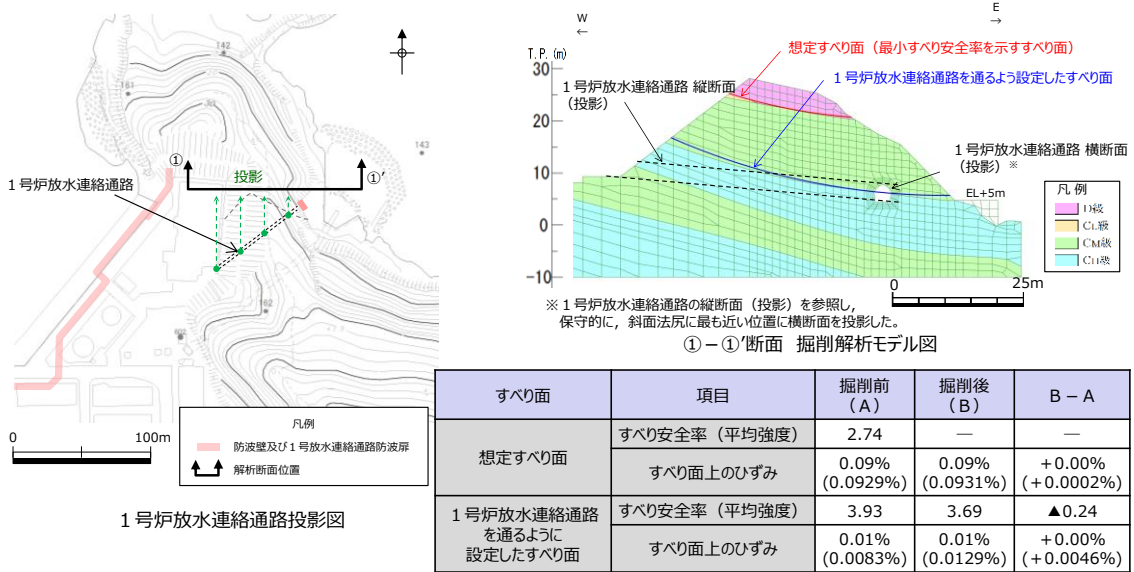 142
161
143
①
①’
投影
1号炉放水連絡通路
162
602
凡例
防波壁及び1号放水連絡通路防波扉
解析断面位置
0 100m
1号炉放水連絡通路投影図
W
←
E
→
T.P.(m)
30
20
10
0
-10
想定すべり面（最小すべり安全率を示すすべり面）
1号炉放水連絡通路を通るよう設定したすべり面
1号炉放水連絡通路 縦断面
（投影）
1号炉放水連絡通路 横断面
（投影）※
EL+5m
凡 例
D級
CL級
CM級
CH級
0 25m
※1号炉放水連絡通路の縦断面（投影）を参照し，
保守的に，斜面法尻に最も近い位置に横断面を投影した。
①－①’断面 掘削解析モデル図
すべり面 項目 掘削前（A） 掘削後（B） B－A
想定すべり面
すべり安全率（平均強度） 2.74 — —
すべり面上のひずみ 0.09% 0.09% +0.00%
(0.0929%) (0.0931%) (+0.0002%)
1号炉放水連絡通路
を通るように
設定したすべり面
すべり安全率（平均強度） 3.93 3.69 ▲0.24
すべり面上のひずみ 0.01% 0.01% +0.00%
(0.0083%) (0.0129%) (+0.0046%)